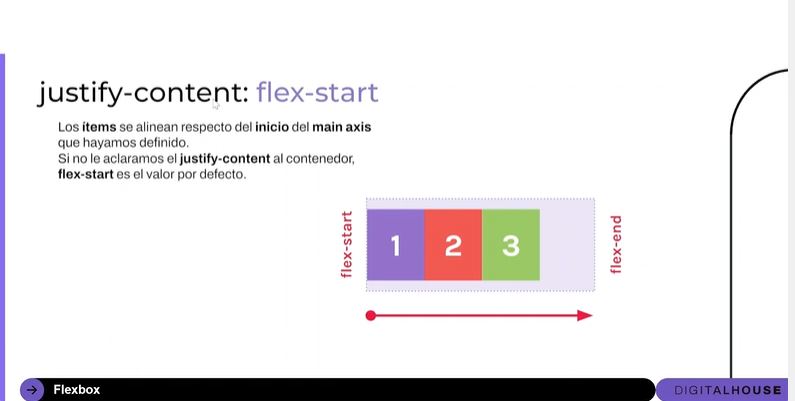 justify-content: flex-start
Los ítems se alinean respecto del inicio del main axis
que hayamos definido.
Si no le aclaramos el justify-content al contenedor,
flex-start es el valor por defecto.
flex-start
1 2 3
flex-end
Flexbox
DIGITALHOUSE